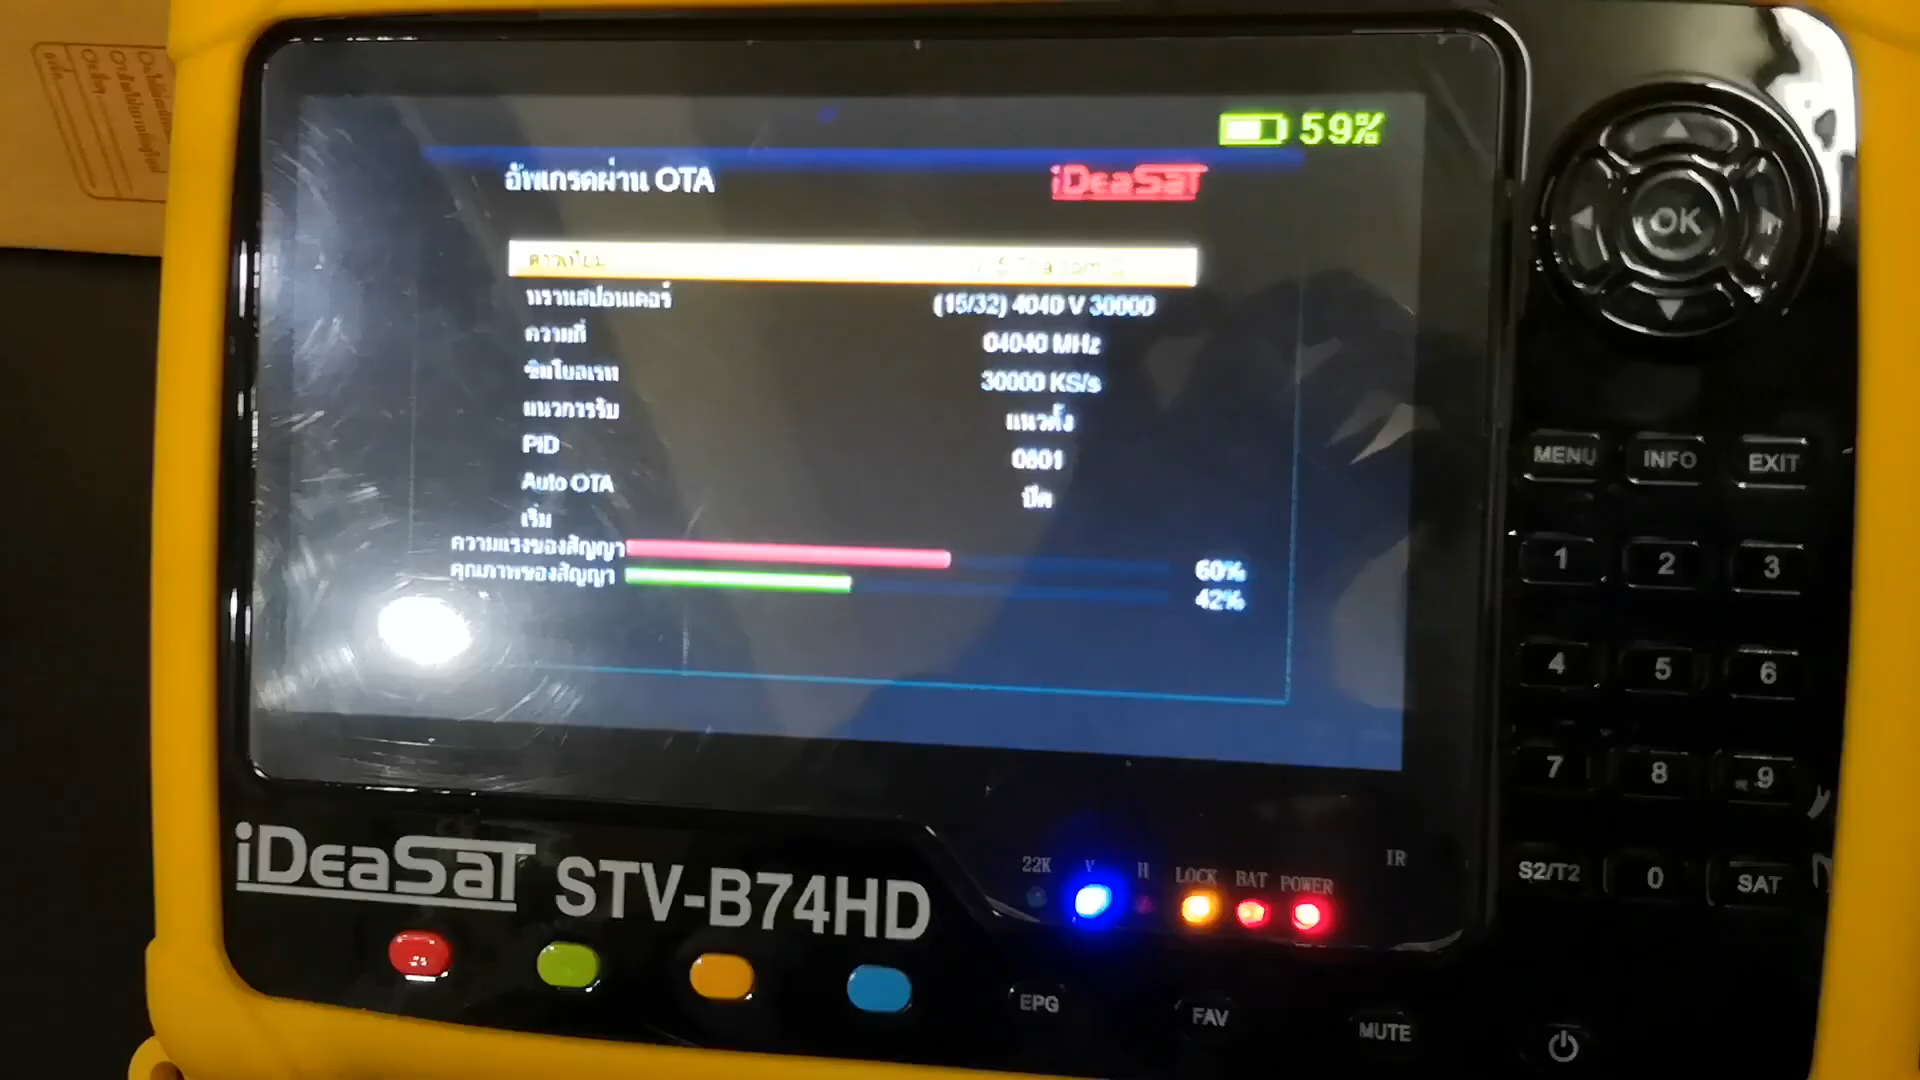 59%
อัพเกรดผ่าน OTA
iDeaSaT
ดาวเทียม
ทรานสปอนเดอร์ (15/32) 4040 V 30000
ความถี่ 04040 MHz
ซิมโบลเรท 30000 KS/s
แนวการรับ แนวตั้ง
PID 0601
Auto OTA ปิด
เริ่ม
ความแรงของสัญญา 60%
คุณภาพของสัญญา 42%
OK
MENU INFO EXIT
1 2 3
4 5 6
7 8 9
S2/T2 0 SAT
22K V H LOCK BAT POWER IR
iDeaSaT STV-B74HD
EPG FAV MUTE